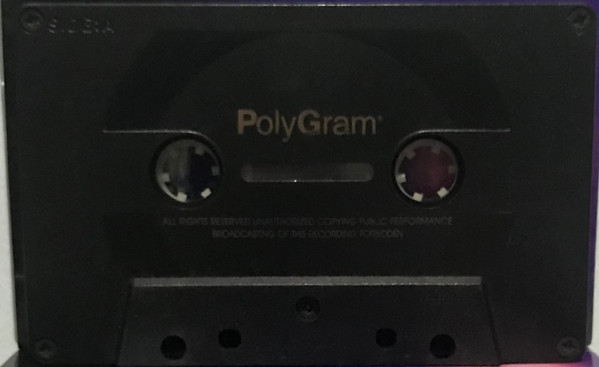 SIDE: A
PolyGram®
ALL RIGHTS RESERVED UNAUTHORIZED COPYING PUBLIC PERFORMANCE
BROADCASTING OF THIS RECORDING FORBIDDEN